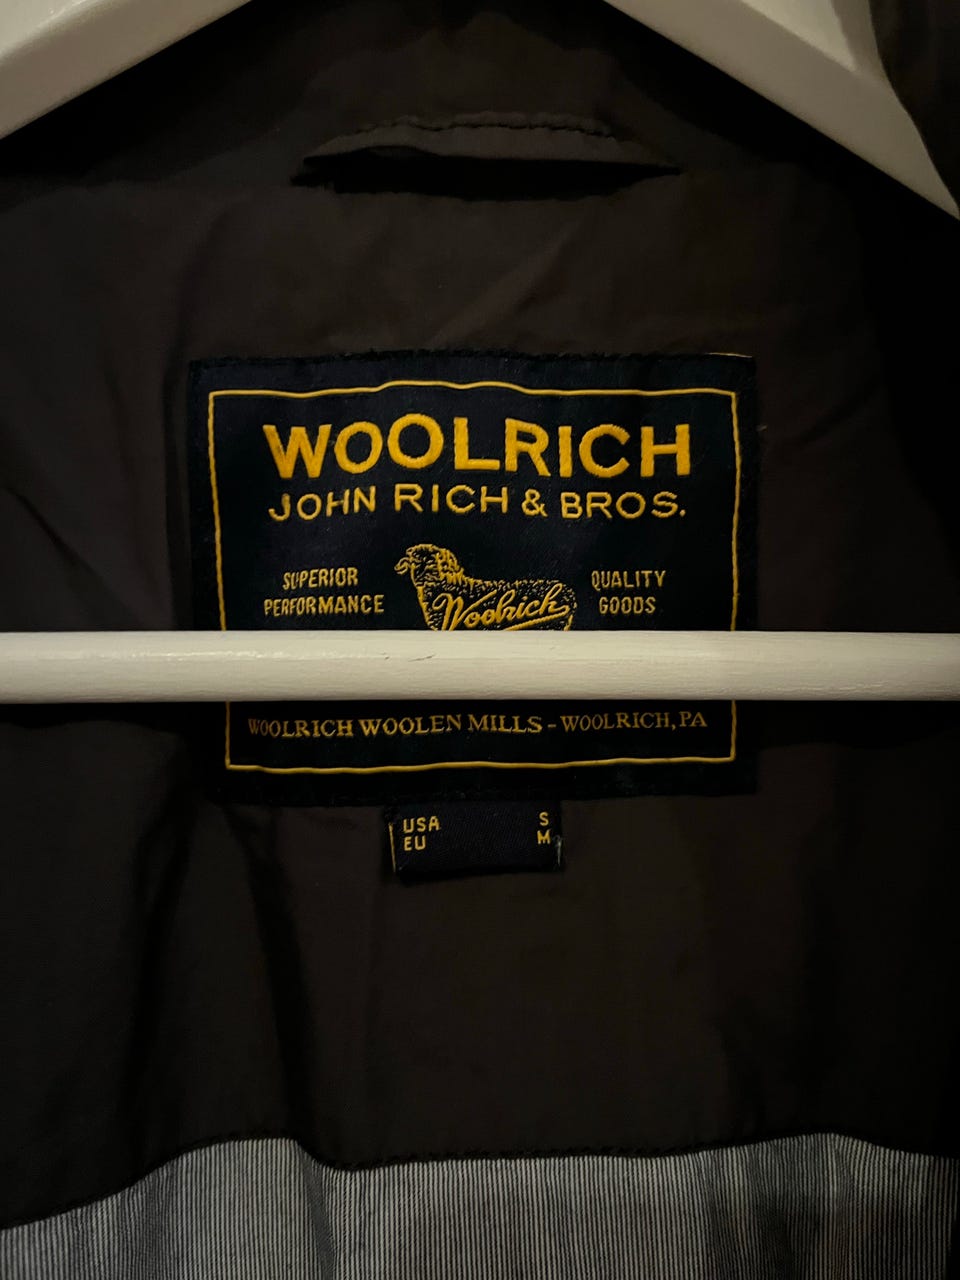 WOOLRICH
JOHN RICH & BROS.
SUPERIOR
PERFORMANCE
Woolrich
QUALITY
GOODS
WOOLRICH WOOLEN MILLS - WOOLRICH, PA
USA S
EU M